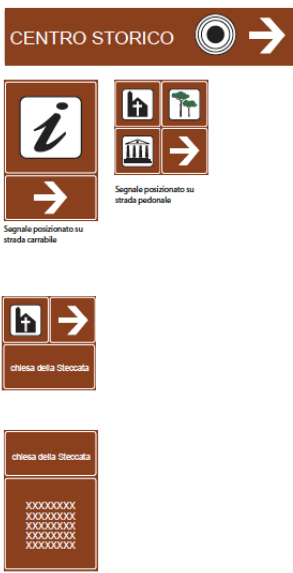 CENTRO STORICO
i
Segnale posizionato su
strada carrabile
Segnale posizionato su
strada pedonale
chiesa della Steccata
chiesa della Steccata
XXXXXXXX
XXXXXXXX
XXXXXXXX
XXXXXXXX
XXXXXXXX